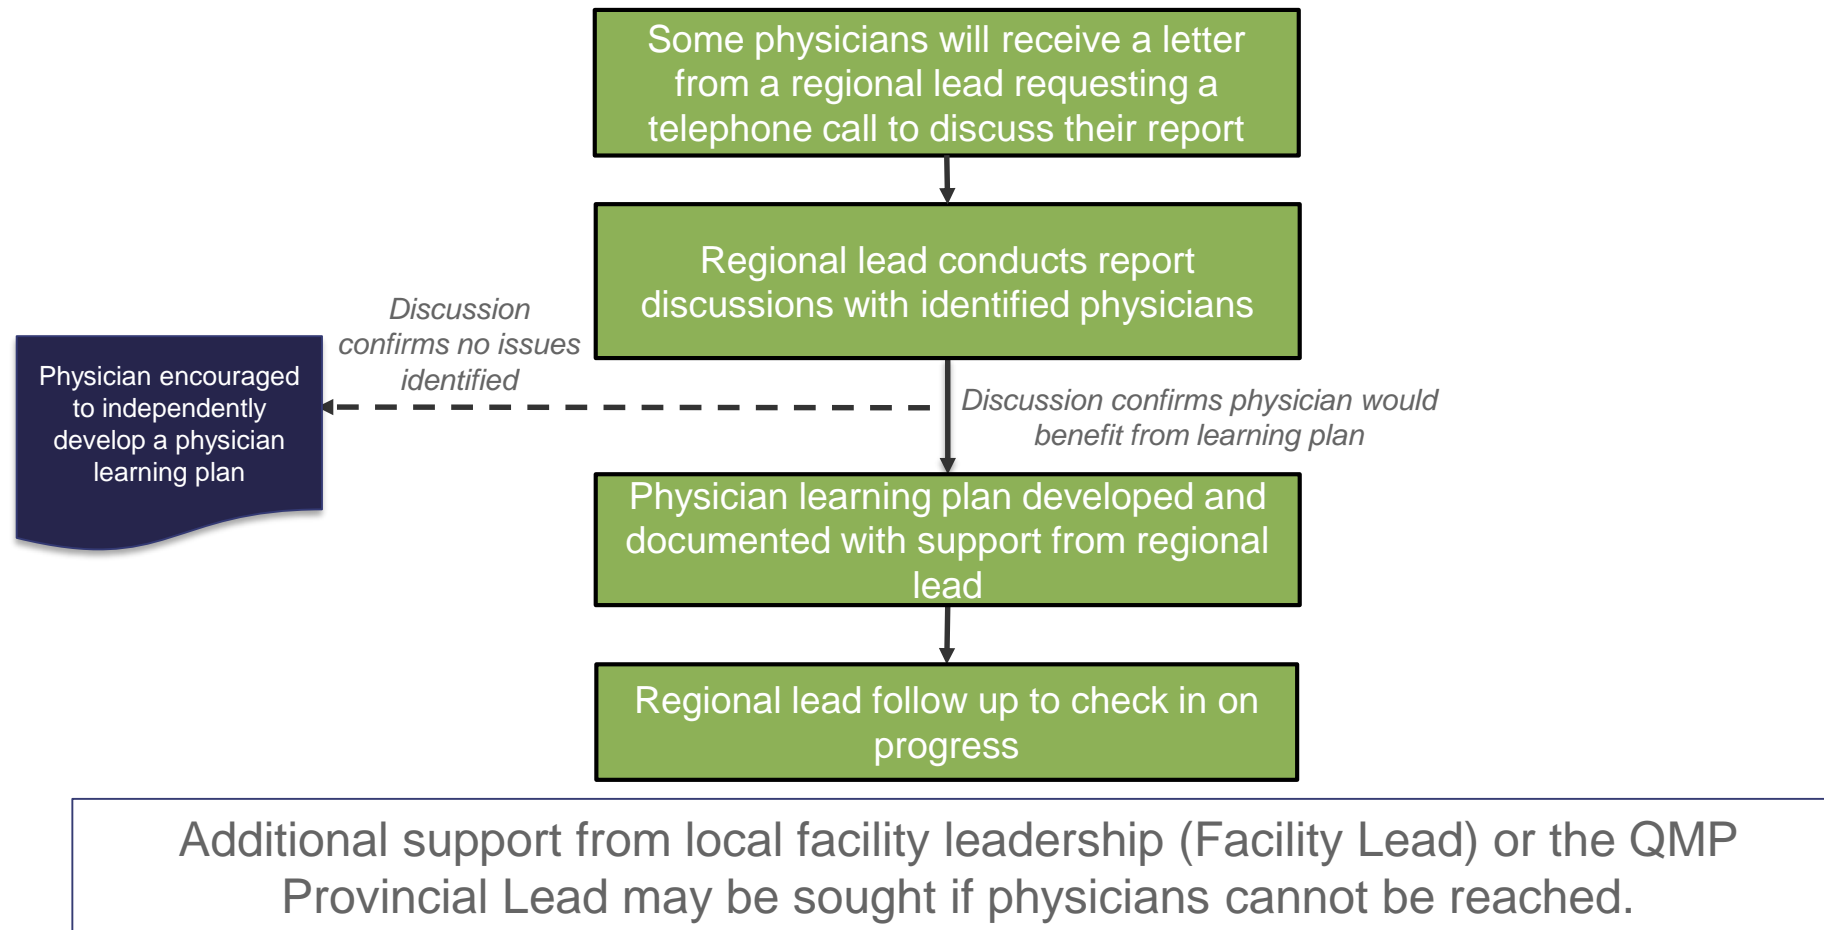 Some physicians will receive a letter
from a regional lead requesting a
telephone call to discuss their report
Regional lead conducts report
discussions with identified physicians
Discussion
confirms no issues
identified
Physician encouraged
to independently
develop a physician
learning plan
Discussion confirms physician would
benefit from learning plan
Physician learning plan developed and
documented with support from regional
lead
Regional lead follow up to check in on
progress
Additional support from local facility leadership (Facility Lead) or the QMP
Provincial Lead may be sought if physicians cannot be reached.